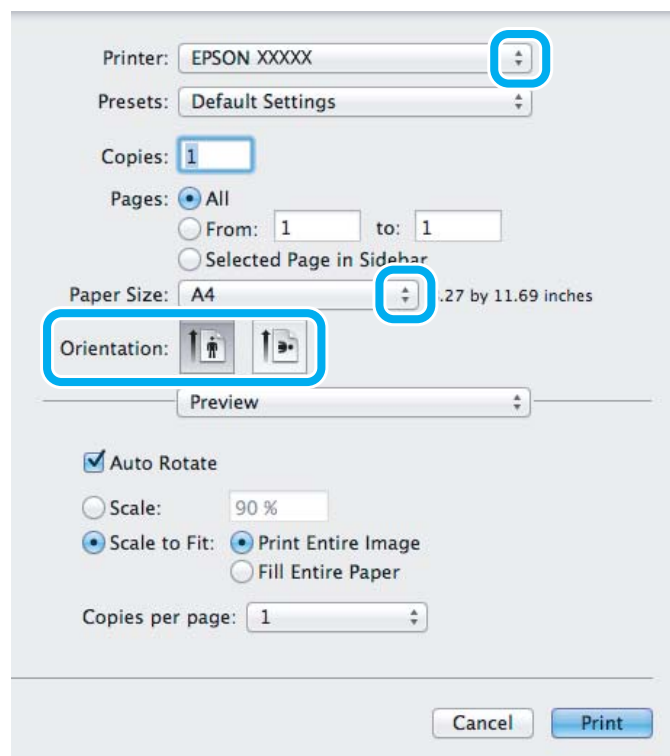 Printer: EPSON XXXXX
Presets: Default Settings
Copies: 1
Pages: All
From: 1 to: 1
Selected Page in Sidebar
Paper Size: A4 .27 by 11.69 inches
Orientation:
Preview
Auto Rotate
Scale: 90 %
Scale to Fit: Print Entire Image
Fill Entire Paper
Copies per page: 1
Cancel Print